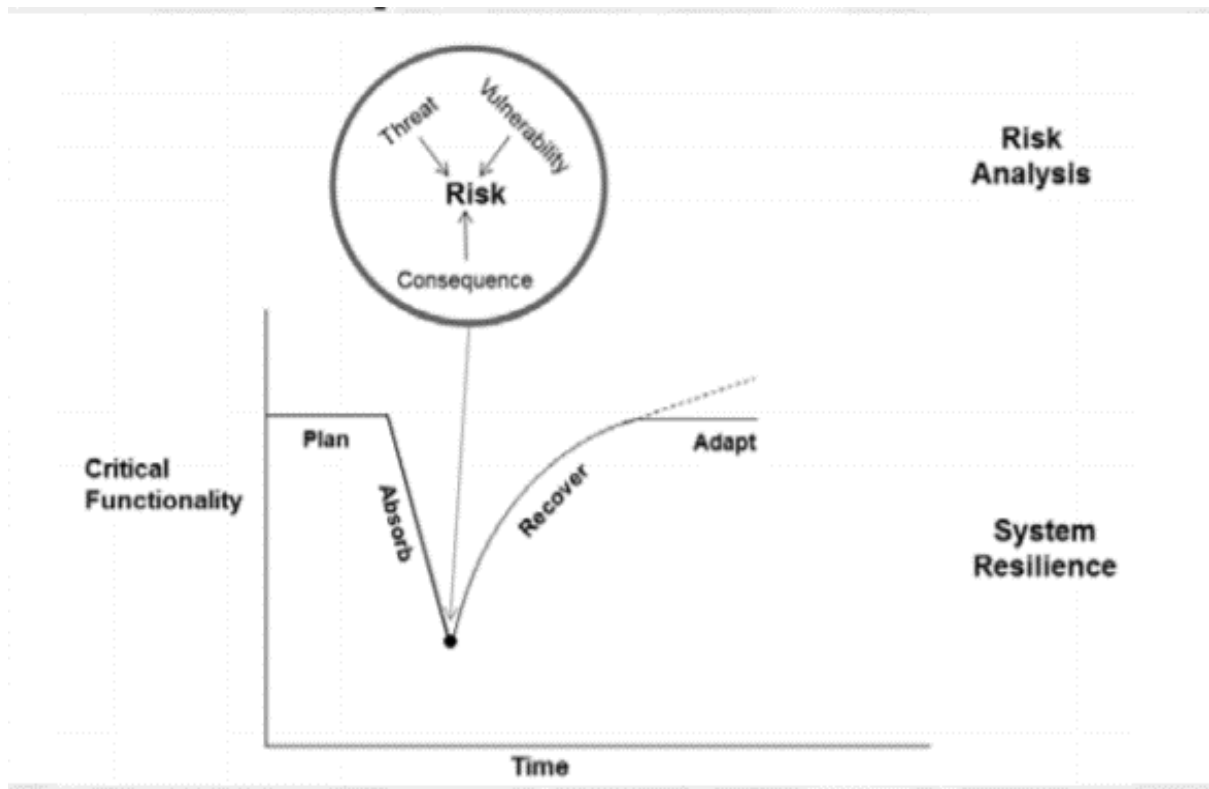 Threat
Vulnerability
Risk
Consequence
Risk
Analysis
Plan
Absorb
Recover
Adapt
Critical
Functionality
System
Resilience
Time